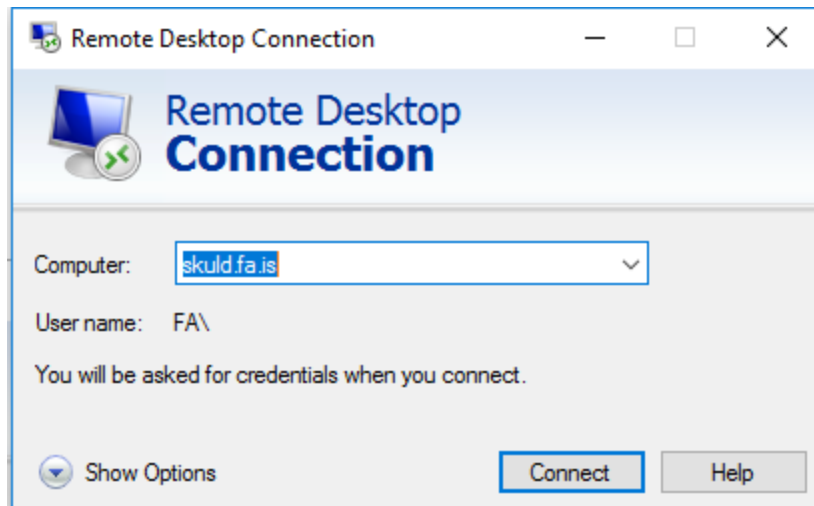 Remote Desktop Connection
Remote Desktop
Connection
Computer: skuld.fa.is
User name: FA\
You will be asked for credentials when you connect.
Show Options Connect Help